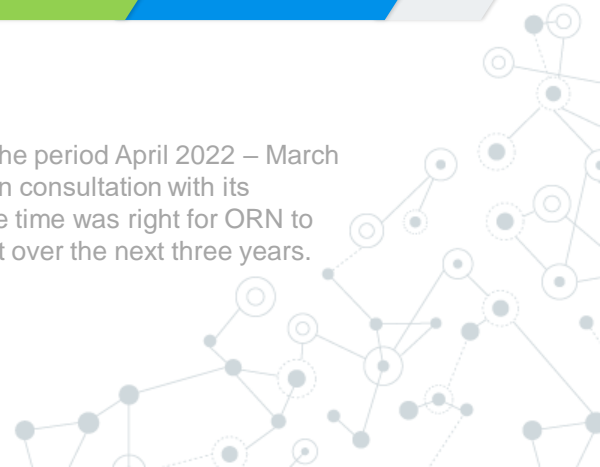 he period April 2022 – March
n consultation with its
e time was right for ORN to
t over the next three years.